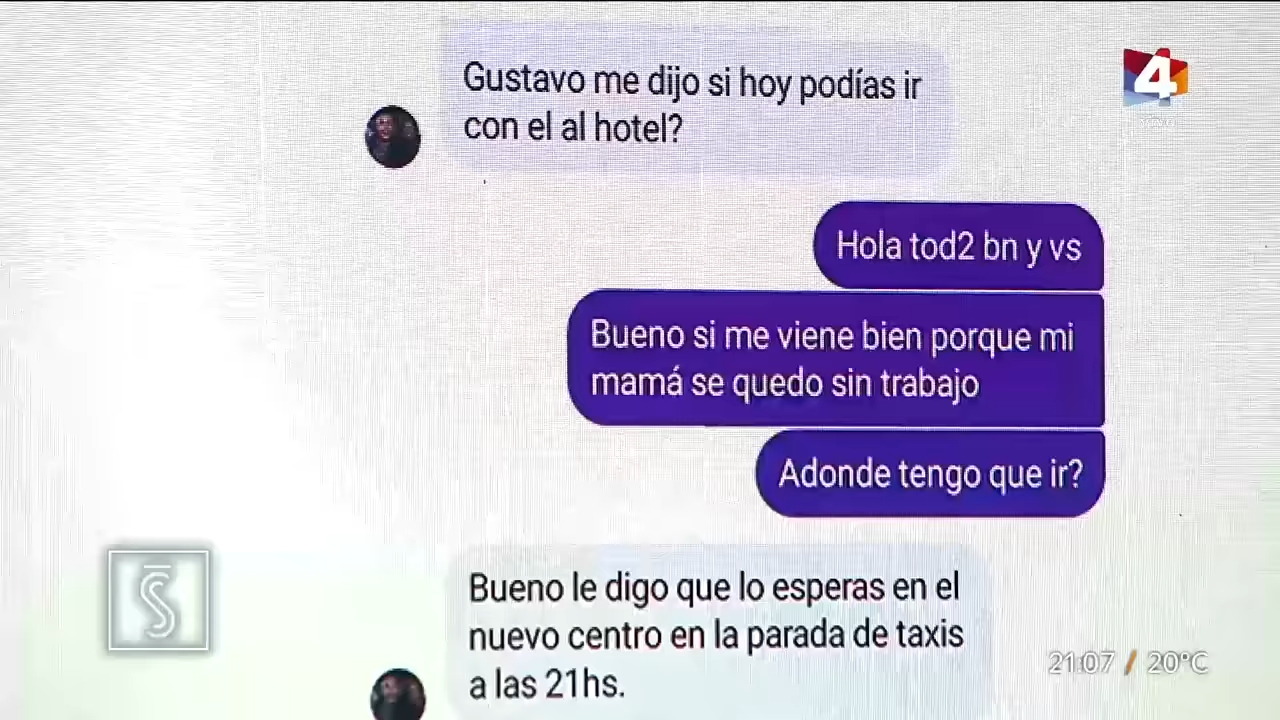 Gustavo me dijo si hoy podías ir
con el al hotel?
4
Hola tod2 bn y vs
Bueno si me viene bien porque mi
mamá se quedo sin trabajo
Adonde tengo que ir?
Bueno le digo que lo esperas en el
nuevo centro en la parada de taxis
a las 21hs.
S
21:07 / 20°C